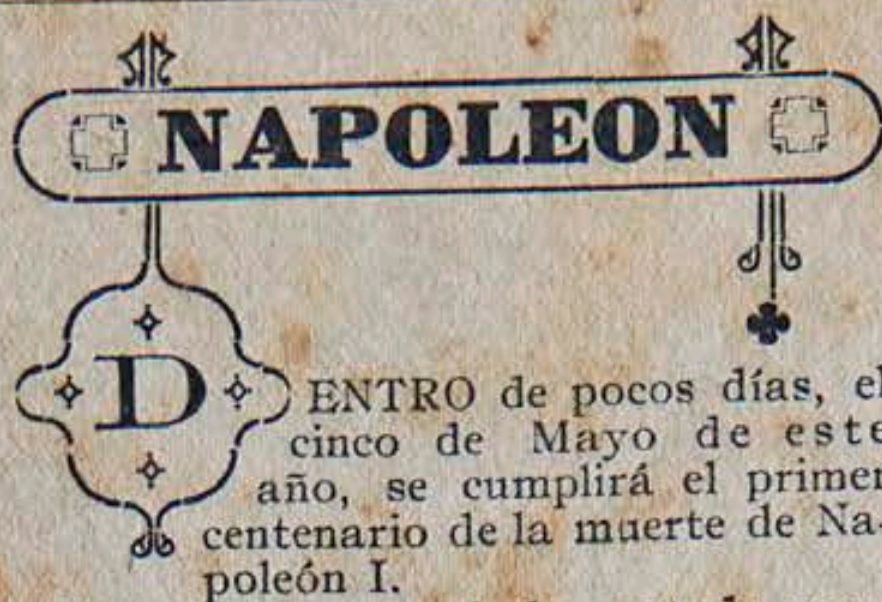 NAPOLEON
DENTRO de pocos días, el
cinco de Mayo de este
año, se cumplirá el primer
centenario de la muerte de Na-
poleón I.